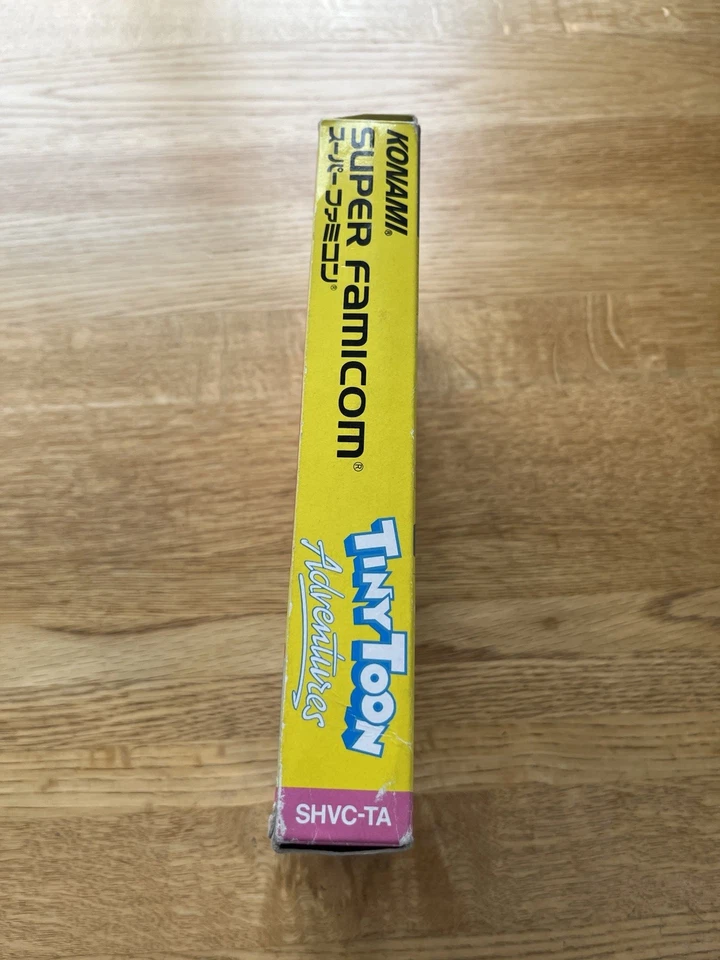 KONAMI®
SUPER FAMICOM®
スーパーファミコン®
TINY TOON
Adventures
SHVC-TA